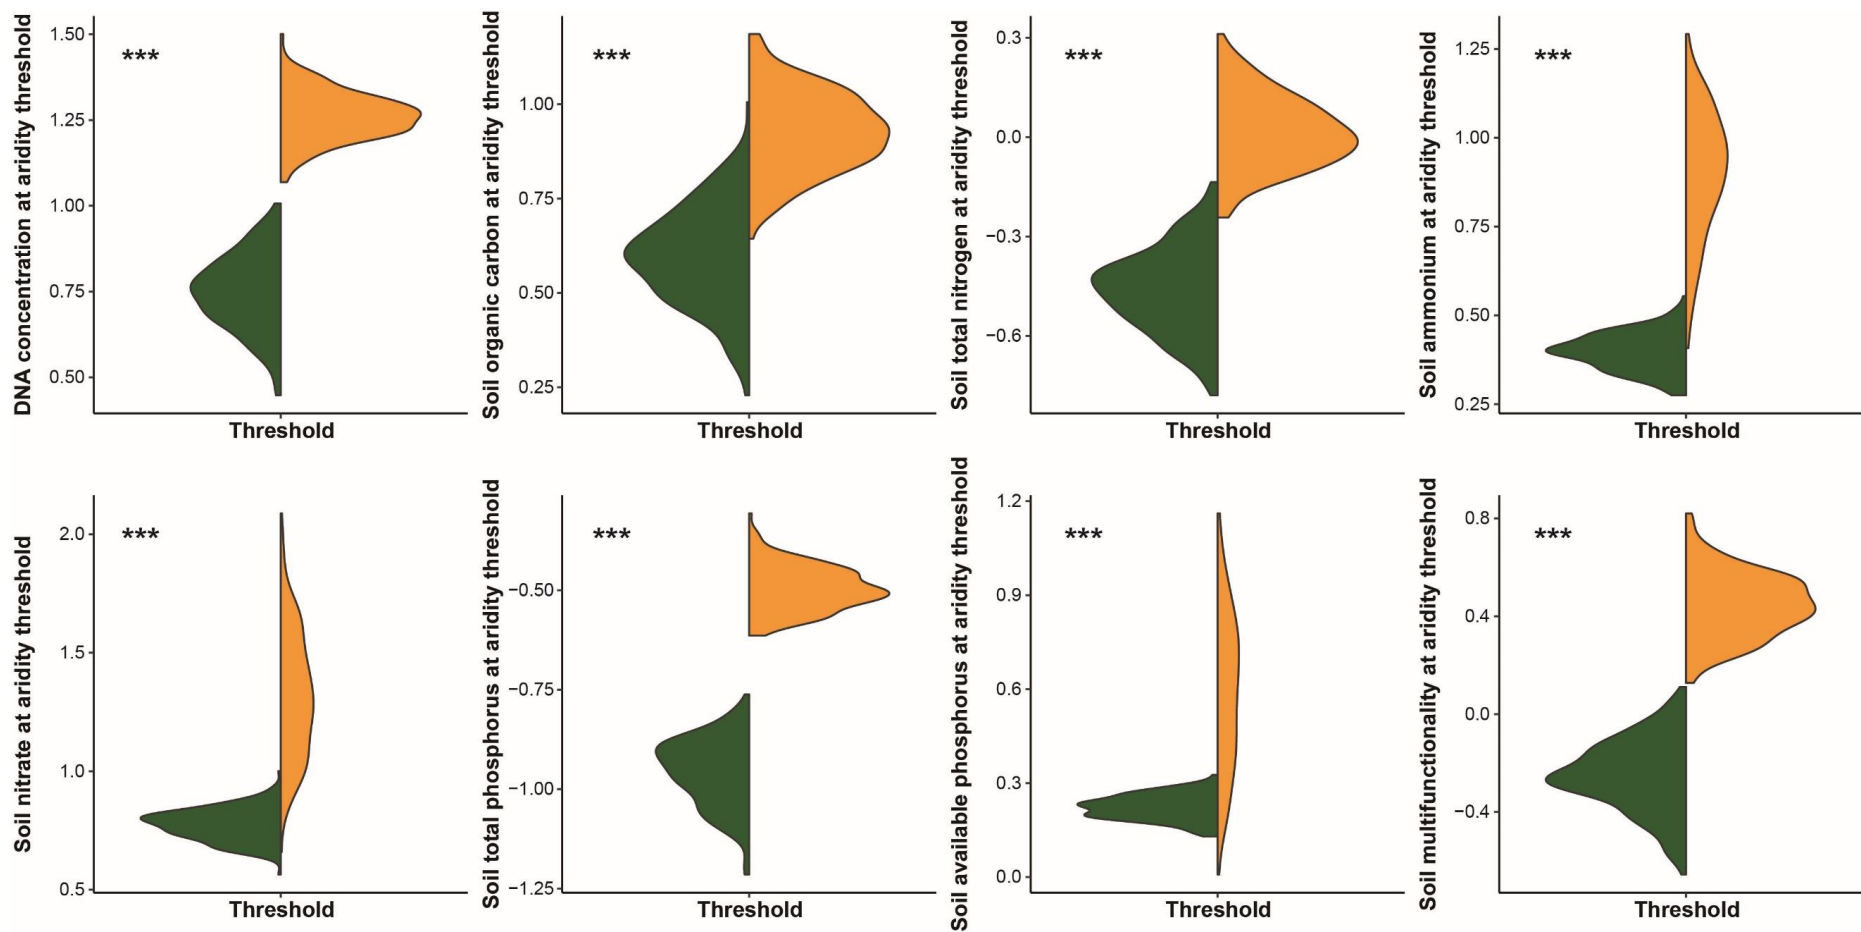 DNA concentration at aridity threshold
1.50
1.25
1.00
0.75
0.50
***
Threshold
Soil organic carbon at aridity threshold
1.00
0.75
0.50
0.25
***
Threshold
Soil total nitrogen at aridity threshold
0.3
0.0
−0.3
−0.6
***
Threshold
Soil ammonium at aridity threshold
1.25
1.00
0.75
0.50
0.25
***
Threshold
Soil nitrate at aridity threshold
2.0
1.5
1.0
0.5
***
Threshold
Soil total phosphorus at aridity threshold
−0.50
−0.75
−1.00
−1.25
***
Threshold
Soil available phosphorus at aridity threshold
1.2
0.9
0.6
0.3
0.0
***
Threshold
Soil multifunctionality at aridity threshold
0.8
0.4
0.0
−0.4
***
Threshold